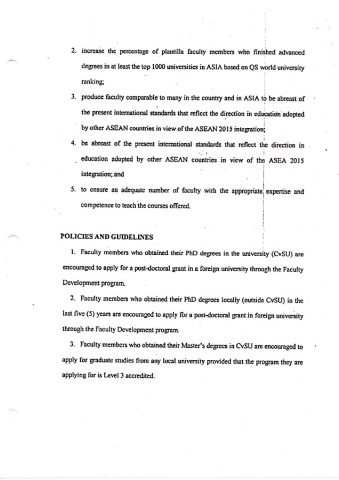 2. increase the percentage of plantilla faculty members who finished advanced
degrees in at least the top 1000 universities in ASIA based on QS world university
ranking;
3. produce faculty comparable to many in the country and in ASIA to be abreast of
the present international standards that reflect the direction in education adopted
by other ASEAN countries in view of the ASEAN 2015 integration;
4. be abreast of the present international standards that reflect the direction in
education adopted by other ASEAN countries in view of the ASEA 2015
integration; and
5. to ensure an adequate number of faculty with the appropriate expertise and
competence to teach the courses offered.
POLICIES AND GUIDELINES
1. Faculty members who obtained their PhD degrees in the university (CvSU) are
encouraged to apply for a post-doctoral grant in a foreign university through the Faculty
Development program.
2. Faculty members who obtained their PhD degrees locally (outside CvSU) in the
last five (5) years are encouraged to apply for a post-doctoral grant in foreign university
through the Faculty Development program.
3. Faculty members who obtained their Master's degrees in CvSU are encouraged to
apply for graduate studies from any local university provided that the program they are
applying for is Level 3 accredited.